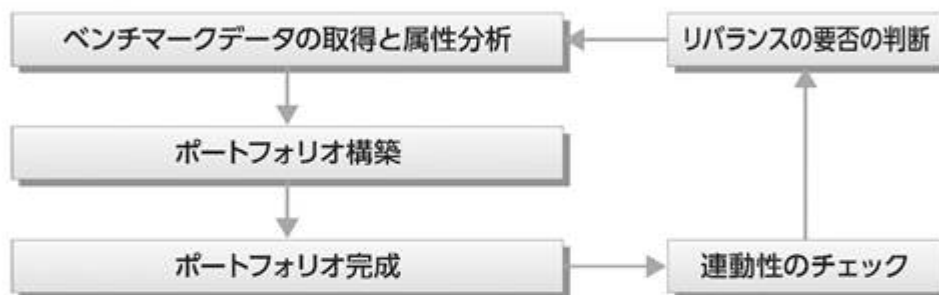 ベンチマークデータの取得と属性分析
リバランスの要否の判断
ポートフォリオ構築
ポートフォリオ完成
連動性のチェック